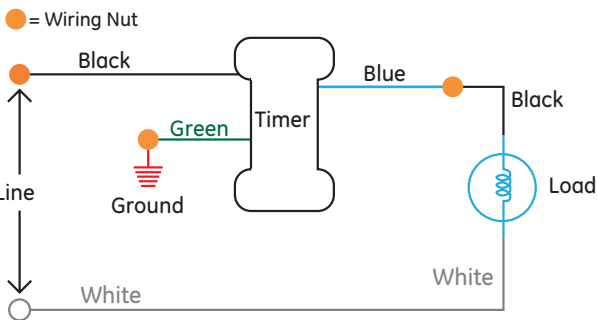 = Wiring Nut
Black
Blue
Black
Timer
Green
Line
Ground
Load
White
White